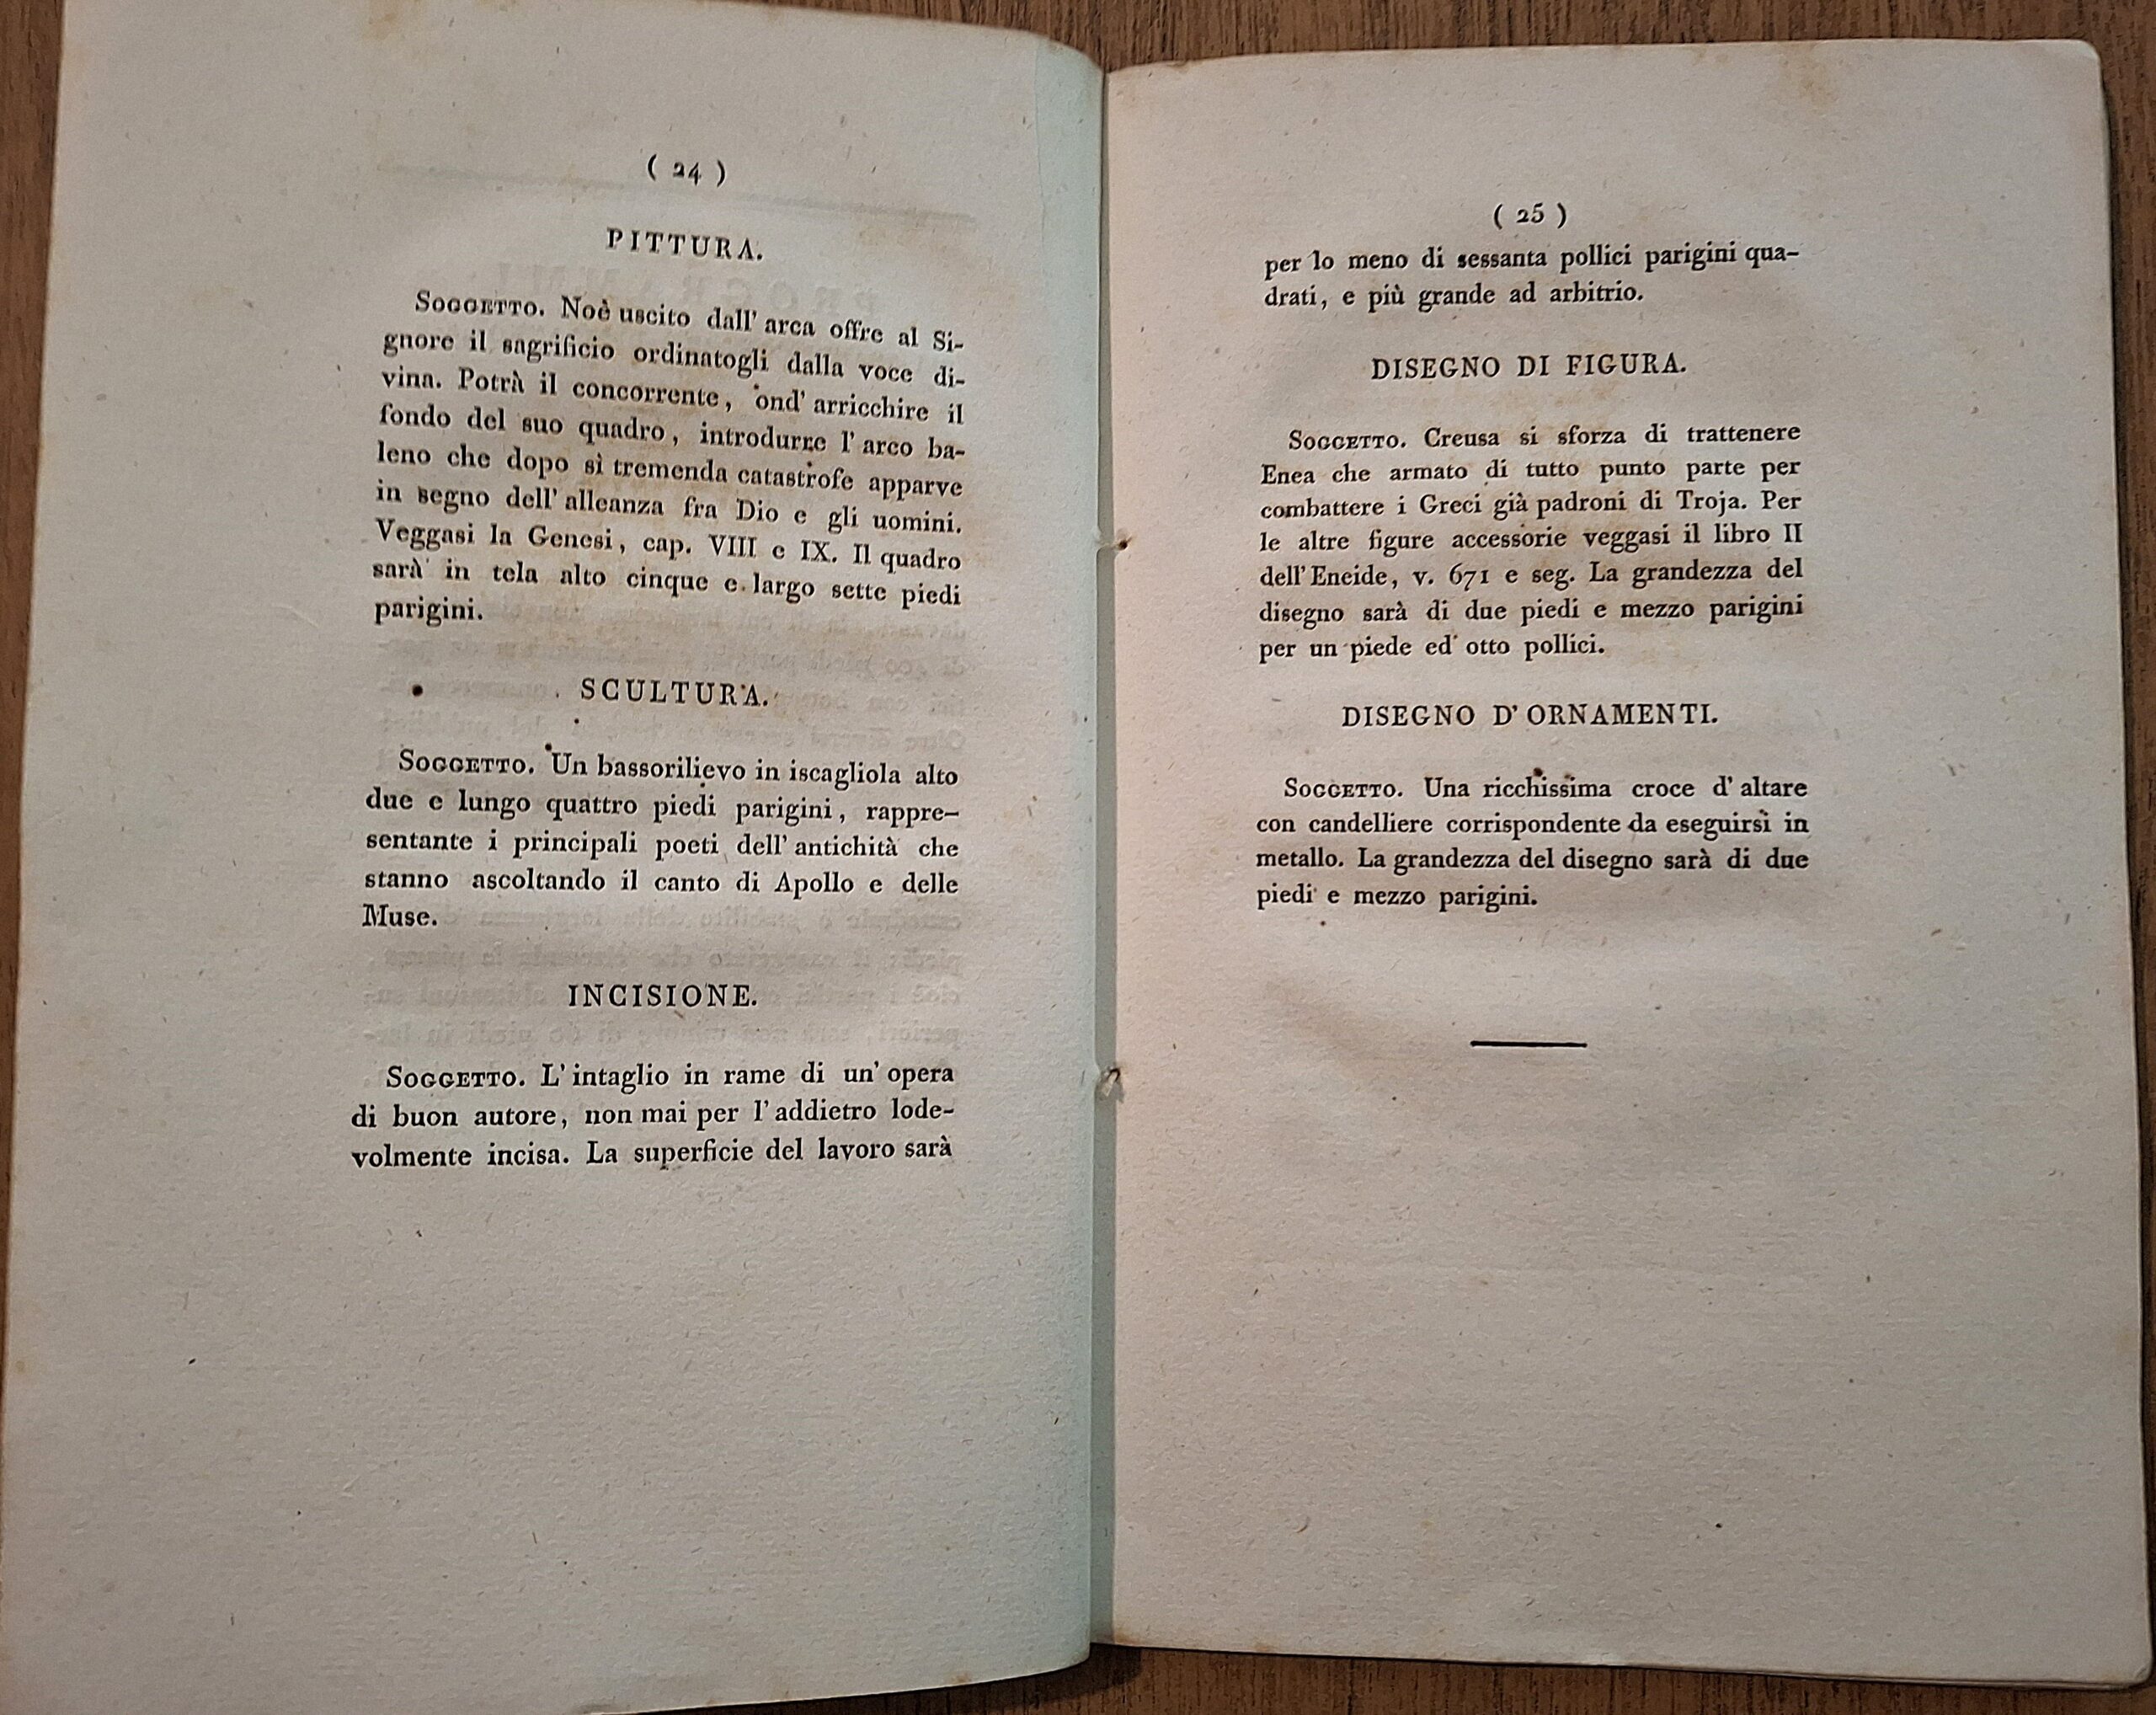 ( 24 )
PITTURA.
SOGGETTO. Noè uscito dall' arca offre al Si-
gnore il sagrificio ordinatogli dalla voce di-
vina. Potrà il concorrente, ond' arricchire il
fondo del suo quadro, introdurre l' arco ba-
leno che dopo sì tremenda catastrofe apparve
in segno dell' alleanza fra Dio e gli uomini.
Veggasi la Genesi, cap. VIII e IX. Il quadro
sarà in tela alto cinque e largo sette piedi
parigini.
SCULTURA.
SOGGETTO. Un bassorilievo in iscagliola alto
due e lungo quattro piedi parigini, rappre-
sentante i principali poeti dell' antichità che
stanno ascoltando il canto di Apollo e delle
Muse.
INCISIONE.
SOGGETTO. L' intaglio in rame di un' opera
di buon autore, non mai per l' addietro lode-
volmente incisa. La superficie del lavoro sarà
( 25 )
per lo meno di sessanta pollici parigini qua-
drati, e più grande ad arbitrio.
DISEGNO DI FIGURA.
SOGGETTO. Creusa si sforza di trattenere
Enea che armato di tutto punto parte per
combattere i Greci già padroni di Troja. Per
le altre figure accessorie veggasi il libro II
dell' Eneide, v. 671 e seg. La grandezza del
disegno sarà di due piedi e mezzo parigini
per un piede ed otto pollici.
DISEGNO D' ORNAMENTI.
SOGGETTO. Una ricchissima croce d' altare
con candelliere corrispondente da eseguirsi in
metallo. La grandezza del disegno sarà di due
piedi e mezzo parigini.